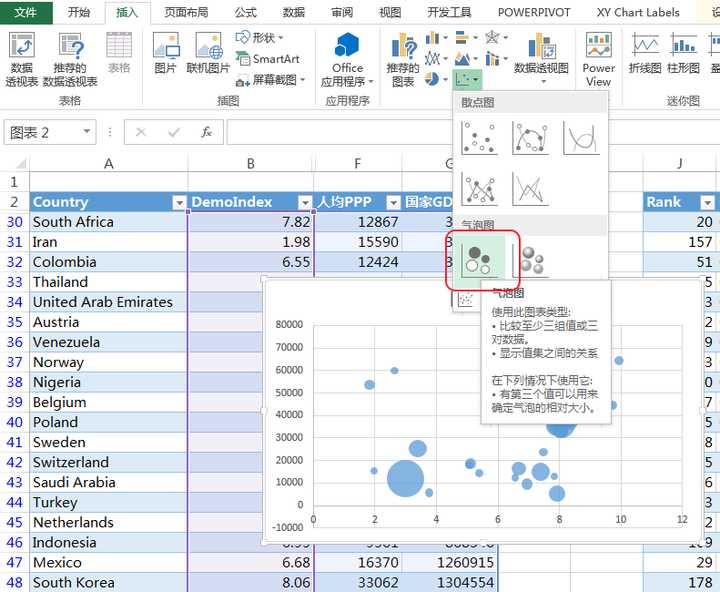 文件 开始 插入 页面布局 公式 数据 审阅 视图 开发工具 POWERPIVOT XY Chart Labels
数据
透视表
推荐的
数据透视表
表格
表格
图片
联机图片
形状
SmartArt
屏幕截图
插图
Office
应用程序
应用程序
推荐的
图表
数据透视图
Power
View
折线图 柱形图
迷你图
散点图
气泡图
气泡图
使用此图表类型:
• 比较至少三组值或三
对数据。
• 显示值集之间的关系
在下列情况下使用它:
• 有第三个值可以用来
确定气泡的相对大小。
图表 2
fx
A B F G J
1
2 Country DemoIndex 人均PPP 国家GD Rank
30 South Africa 7.82 12867 3 20
31 Iran 1.98 15590 157
32 Colombia 6.55 12424 51
33 Thailand 5
34 United Arab Emirates 3
35 Austria 2
36 Venezuela 9
37 Norway 3
38 Nigeria 0
39 Belgium 7
40 Poland 5
41 Sweden 8
42 Switzerland 2
43 Saudi Arabia 6
44 Turkey 3
45 Netherlands 2
46 Indonesia
47 Mexico 6.68 16370 1260915 29
48 South Korea 8.06 33062 1304554 178
80000
70000
60000
50000
40000
30000
20000
10000
0
-10000
0 2 4 6 8 10 12